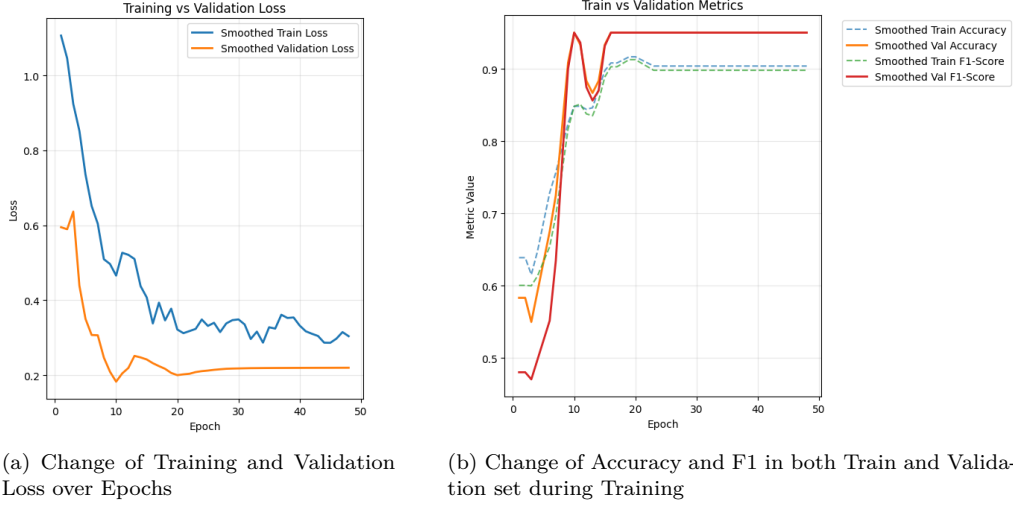 Training vs Validation Loss
Smoothed Train Loss
Smoothed Validation Loss
Loss
1.0
0.8
0.6
0.4
0.2
0
10
20
30
40
50
Epoch
(a) Change of Training and Validation
Loss over Epochs
Train vs Validation Metrics
Smoothed Train Accuracy
Smoothed Val Accuracy
Smoothed Train F1-Score
Smoothed Val F1-Score
Metric Value
0.9
0.8
0.7
0.6
0.5
0
10
20
30
40
50
Epoch
(b) Change of Accuracy and F1 in both Train and Valida-
tion set during Training